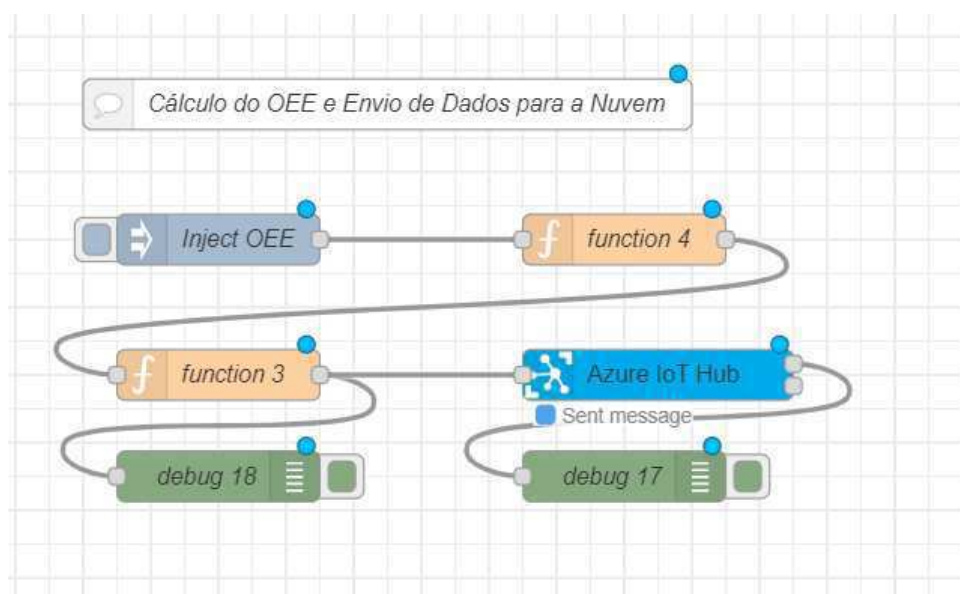 Cálculo do OEE e Envio de Dados para a Nuvem
Inject OEE
function 4
function 3
Azure IoT Hub
Sent message
debug 18
debug 17